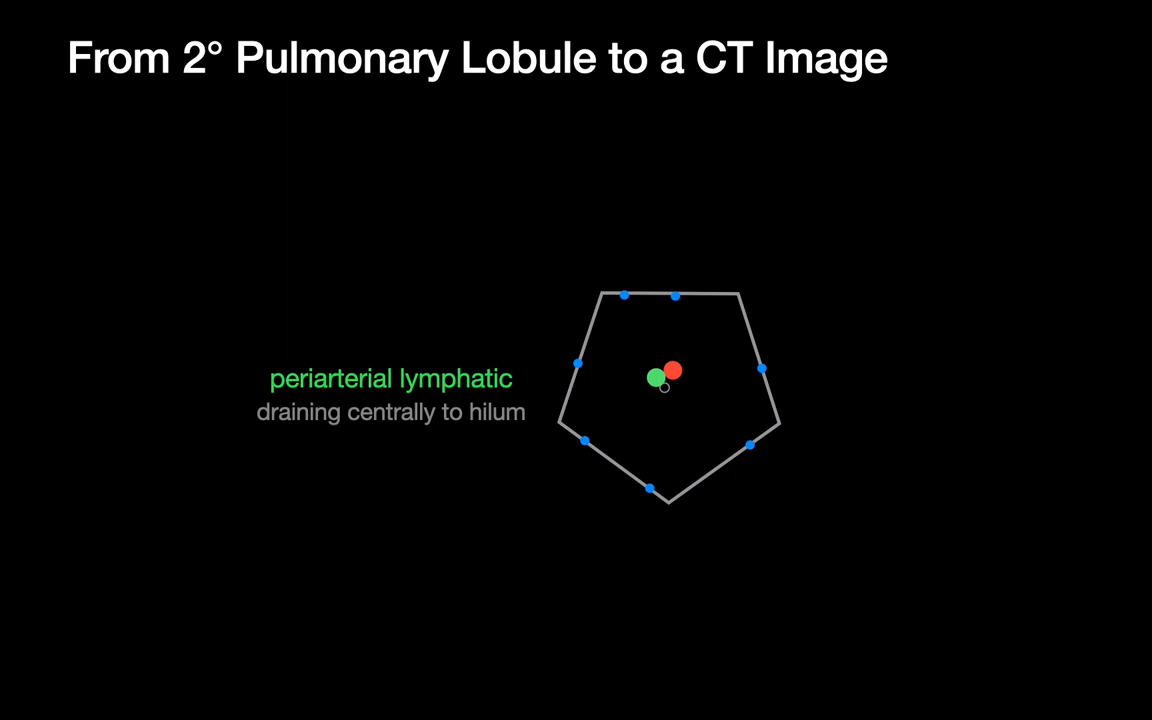 From 2° Pulmonary Lobule to a CT Image
periarterial lymphatic
draining centrally to hilum